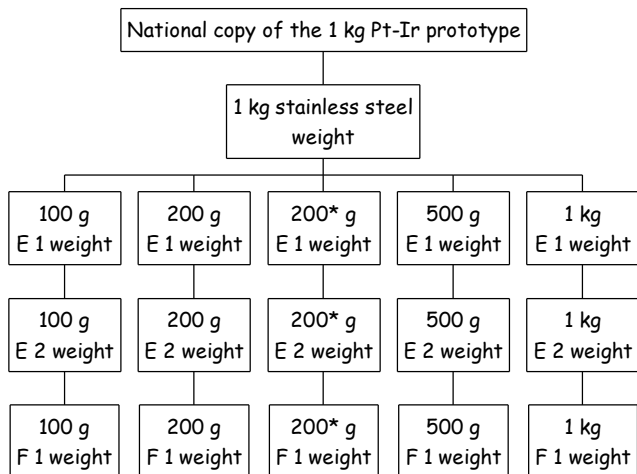 National copy of the 1 kg Pt-Ir prototype
1 kg stainless steel
weight
100 g
E 1 weight
200 g
E 1 weight
200* g
E 1 weight
500 g
E 1 weight
1 kg
E 1 weight
100 g
E 2 weight
200 g
E 2 weight
200* g
E 2 weight
500 g
E 2 weight
1 kg
E 2 weight
100 g
F 1 weight
200 g
F 1 weight
200* g
F 1 weight
500 g
F 1 weight
1 kg
F 1 weight